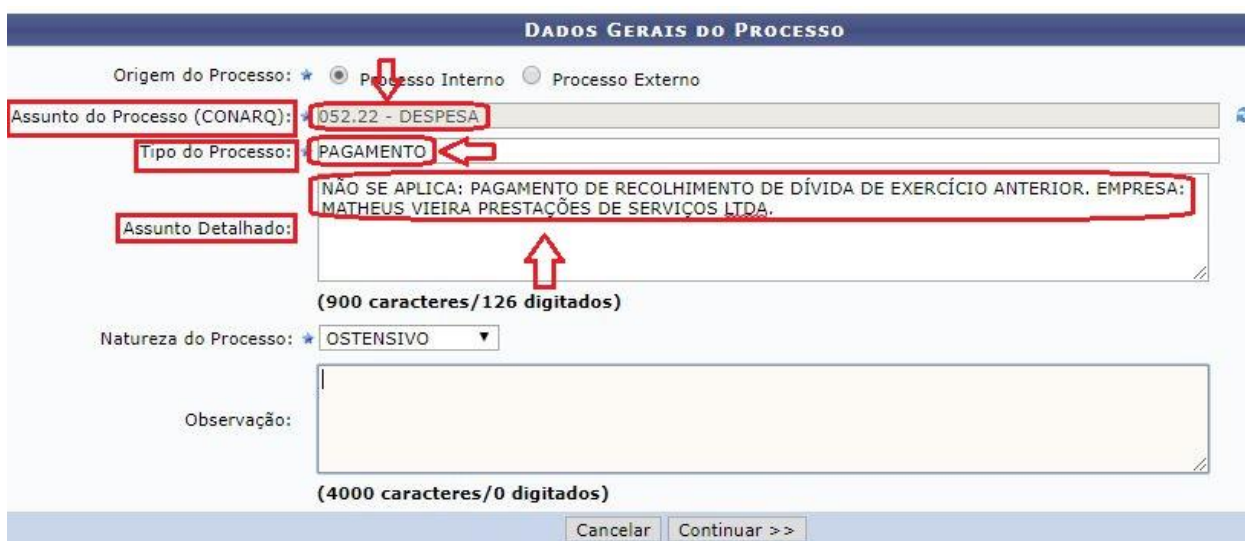 DADOS GERAIS DO PROCESSO
Origem do Processo: Processo Interno Processo Externo
Assunto do Processo (CONARQ): 052.22 - DESPESA
Tipo do Processo: PAGAMENTO
NÃO SE APLICA: PAGAMENTO DE RECOLHIMENTO DE DÍVIDA DE EXERCÍCIO ANTERIOR. EMPRESA:
MATHEUS VIEIRA PRESTAÇÕES DE SERVIÇOS LTDA.
Assunto Detalhado:
(900 caracteres/126 digitados)
Natureza do Processo: OSTENSIVO
Observação:
(4000 caracteres/0 digitados)
Cancelar Continuar >>